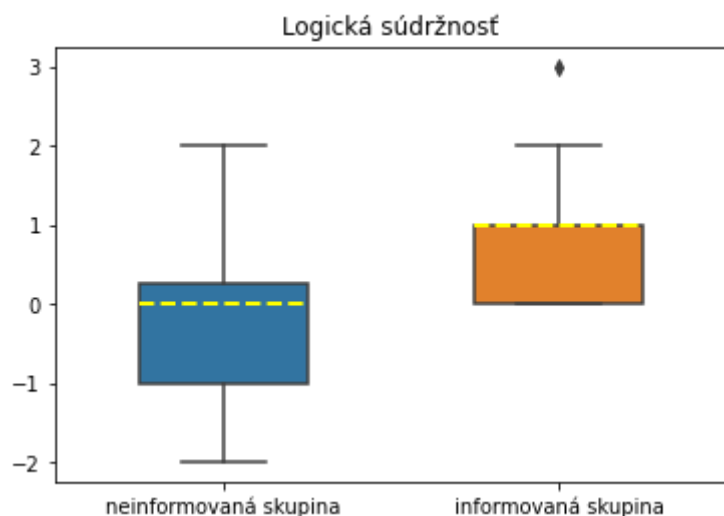 Logická súdržnosť
3
2
1
0
−1
−2
neinformovaná skupina
informovaná skupina